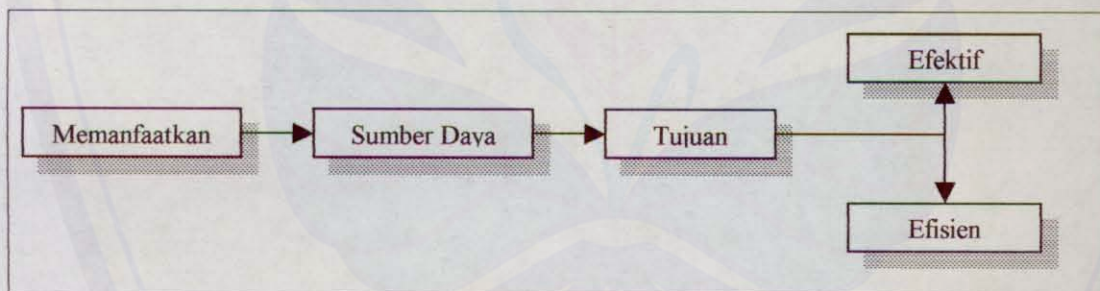 Efektif
Memanfaatkan
Sumber Daya
Tujuan
Efisien